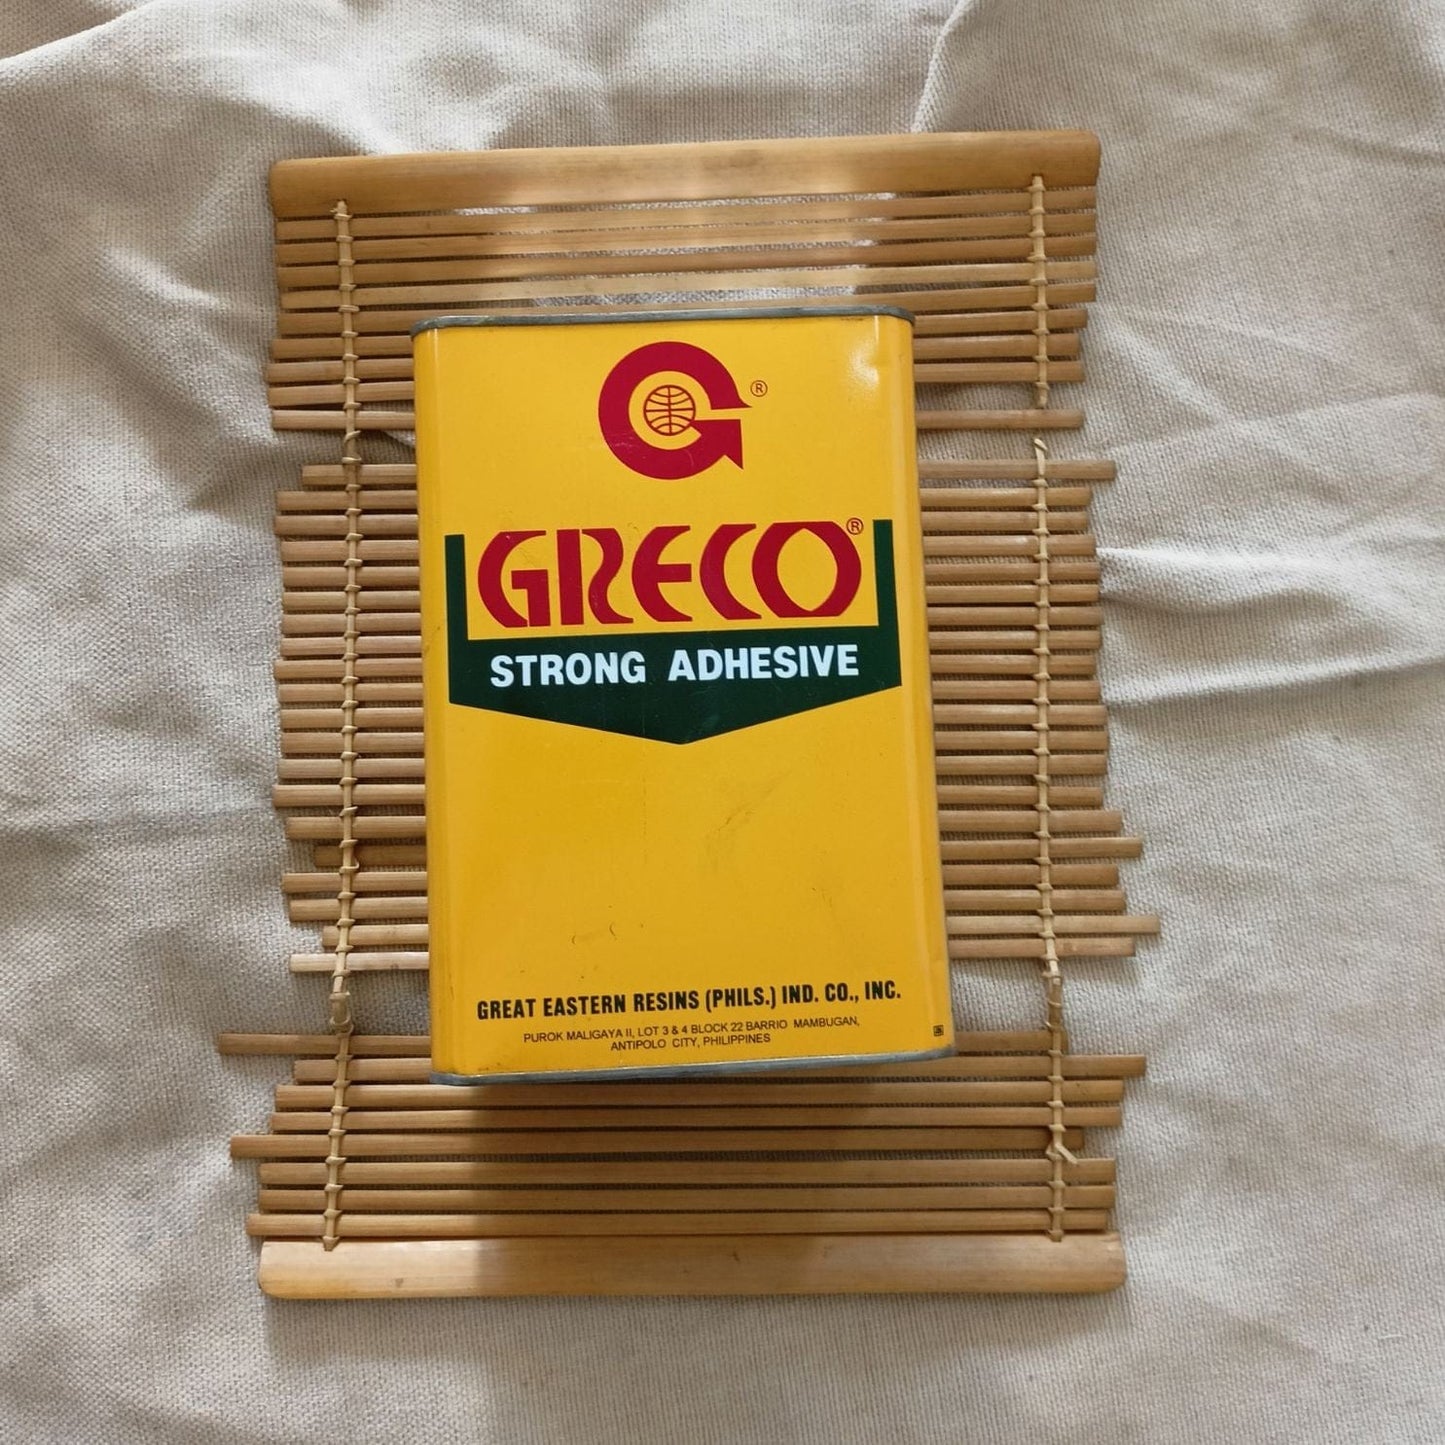 ®
GRECO®
STRONG ADHESIVE
GREAT EASTERN RESINS (PHILS.) IND. CO., INC.
PUROK MALIGAYA II, LOT 3 & 4 BLOCK 22 BARRIO MAMBUGAN,
ANTIPOLO CITY, PHILIPPINES